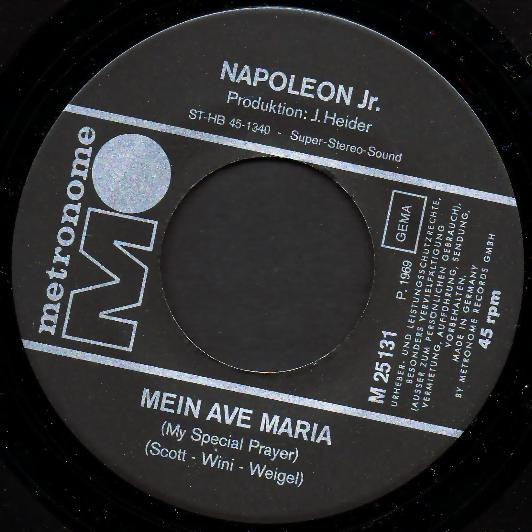 NAPOLEON Jr.
Produktion: J. Heider
ST-HB 45-1340 - Super-Stereo-Sound
metronome
M
GEMA
P. 1969
M 25 131
URHEBER- UND LEISTUNGSSCHUTZRECHTE,
BESONDERS VERVIELFÄLTIGUNG
(AUSSER ZUM PERSÖNLICHEN GEBRAUCH),
VERMIETUNG, AUFFÜHRUNG, SENDUNG,
VORBEHALTEN.
MADE IN GERMANY
BY METRONOME RECORDS GMBH
45 rpm
MEIN AVE MARIA
(My Special Prayer)
(Scott - Wini - Weigel)